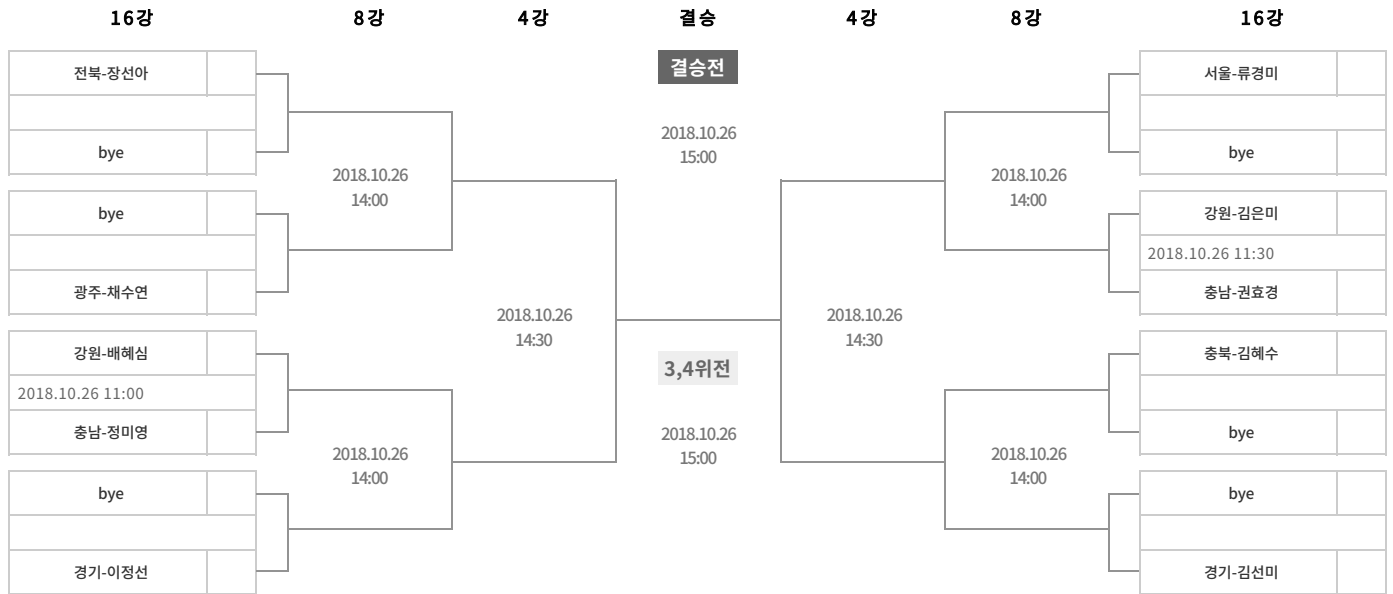 16강 8강 4강 결승 4강 8강 16강
전북-장선아
bye
2018.10.26
14:00
bye
광주-채수연
강원-배혜심
2018.10.26 11:00
충남-정미영
2018.10.26
14:00
bye
경기-이정선
2018.10.26
14:30
결승전
2018.10.26
15:00
3,4위전
2018.10.26
15:00
2018.10.26
14:30
서울-류경미
bye
2018.10.26
14:00
강원-김은미
2018.10.26 11:30
충남-권효경
충북-김혜수
bye
2018.10.26
14:00
bye
경기-김선미